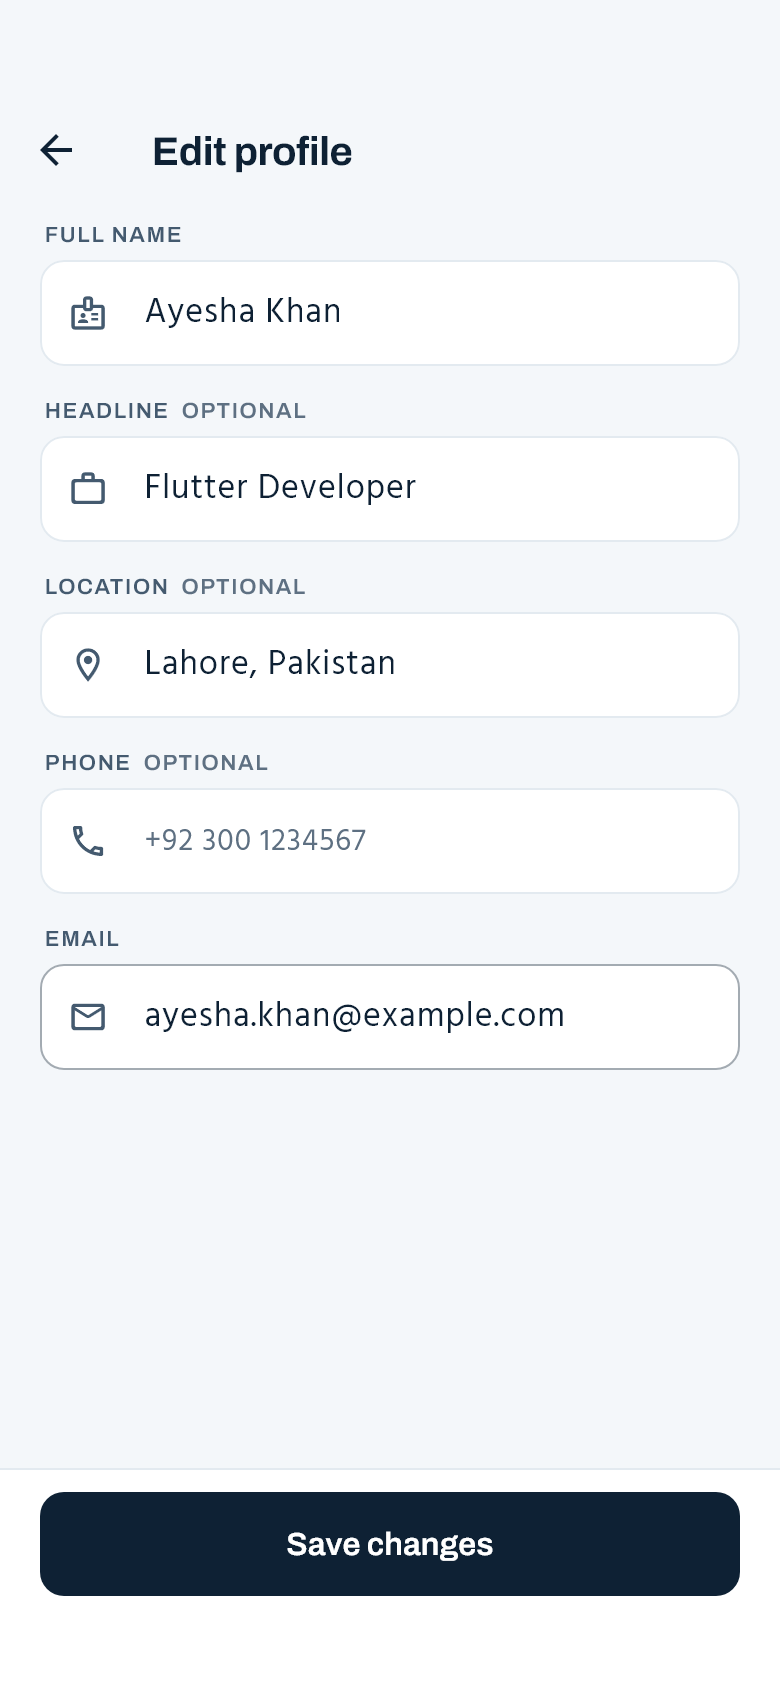 Edit profile
FULL NAME
Ayesha Khan
HEADLINE OPTIONAL
Flutter Developer
LOCATION OPTIONAL
Lahore, Pakistan
PHONE OPTIONAL
+92 300 1234567
EMAIL
ayesha.khan@example.com
Save changes